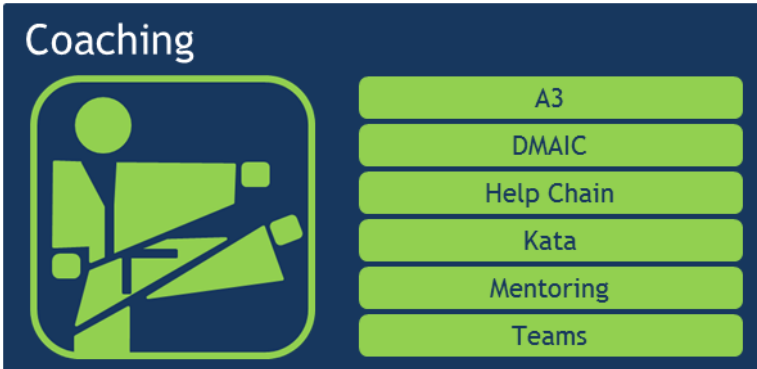 Coaching
A3
DMAIC
Help Chain
Kata
Mentoring
Teams